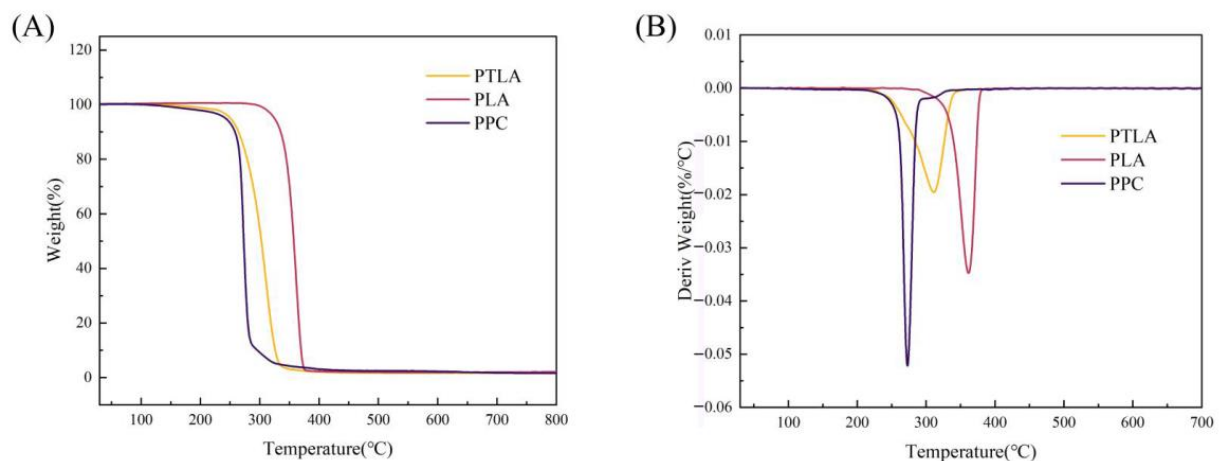 (A)
120
100
80
60
40
20
0
Weight(%)
PTLA
PLA
PPC
100 200 300 400 500 600 700 800
Temperature(℃)
(B)
0.01
0.00
−0.01
−0.02
−0.03
−0.04
−0.05
−0.06
Deriv Weight(%/℃)
PTLA
PLA
PPC
100 200 300 400 500 600 700
Temperature(℃)